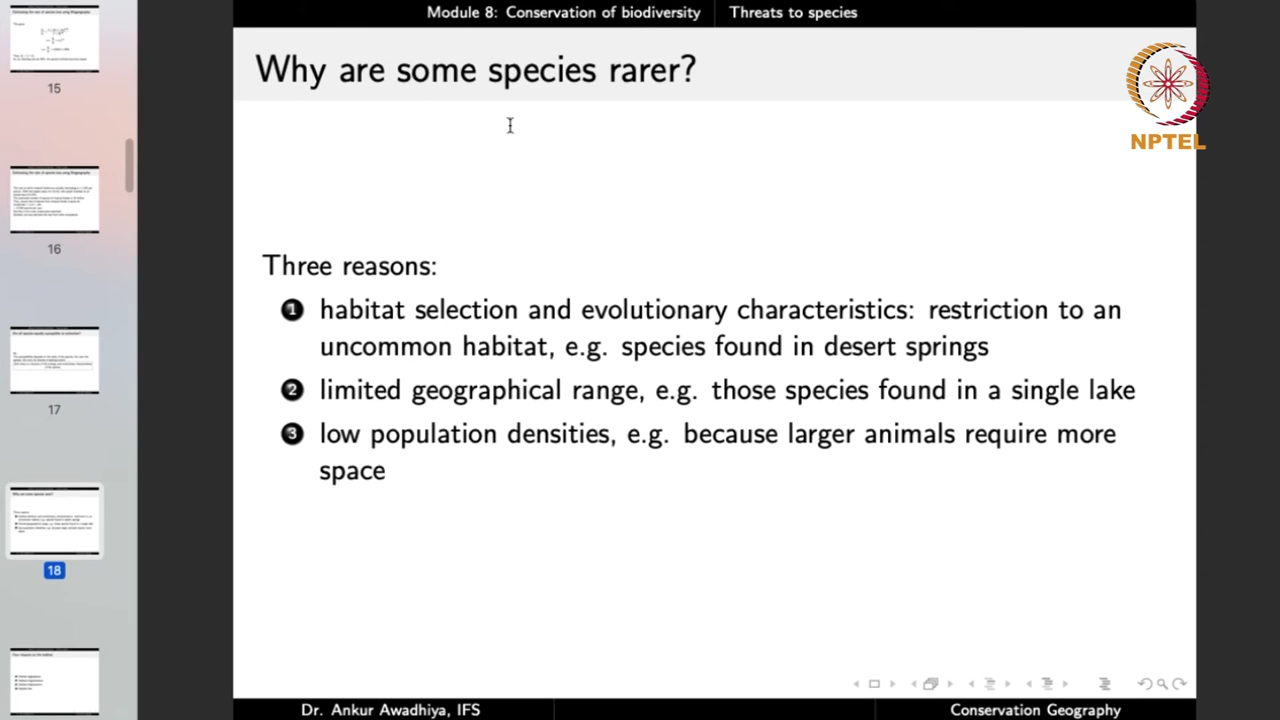 Module 8: Conservation of biodiversity
Threats to species
Why are some species rarer?
NPTEL
Three reasons:
1 habitat selection and evolutionary characteristics: restriction to an
uncommon habitat, e.g. species found in desert springs
2 limited geographical range, e.g. those species found in a single lake
3 low population densities, e.g. because larger animals require more
space
Dr. Ankur Awadhiya, IFS
Conservation Geography
15
16
17
18